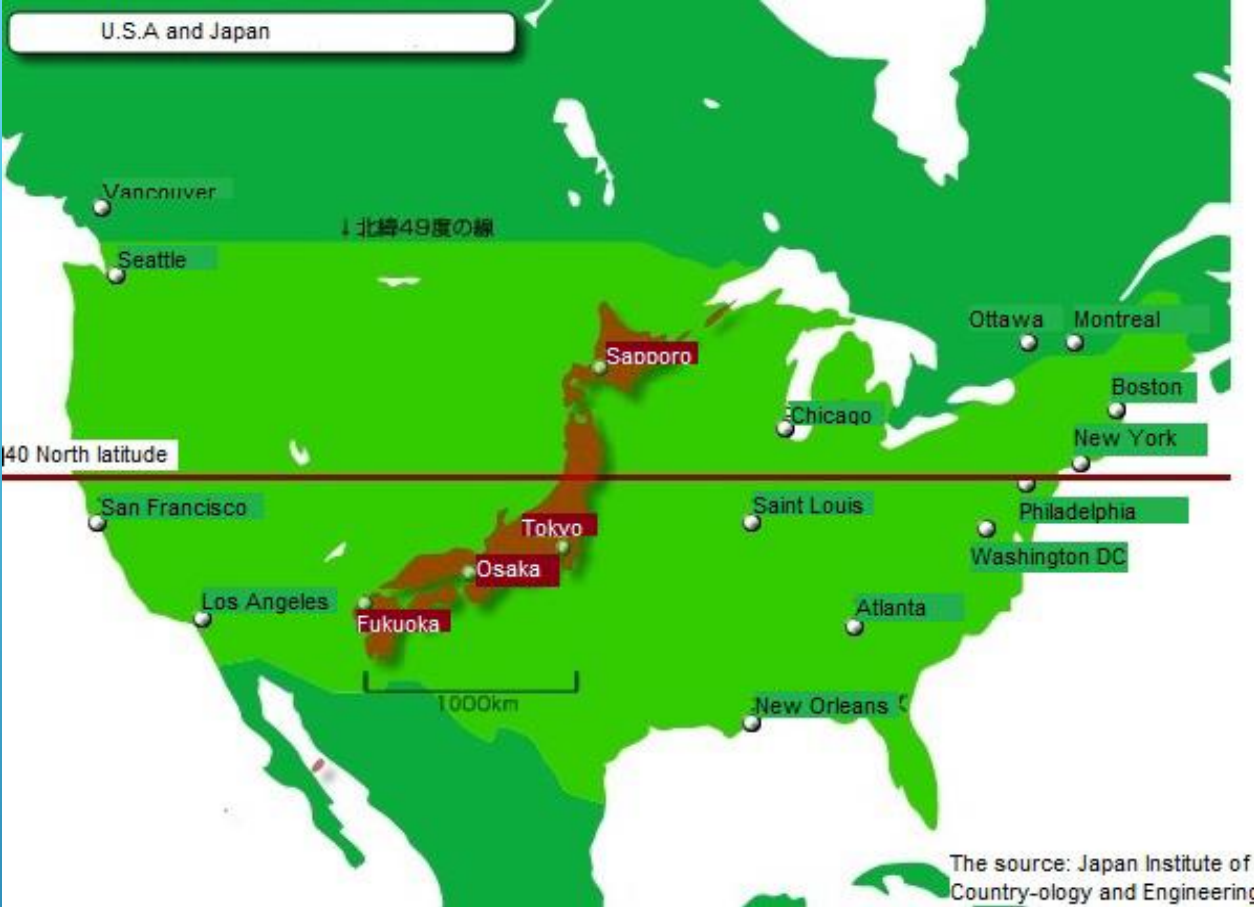 U.S.A and Japan
Vancouver
↓北緯49度の線
Seattle
Ottawa
Montreal
Sapporo
Boston
Chicago
New York
40 North latitude
San Francisco
Saint Louis
Philadelphia
Tokyo
Washington DC
Osaka
Los Angeles
Atlanta
Fukuoka
1000km
New Orleans
The source: Japan Institute of
Country-ology and Engineering